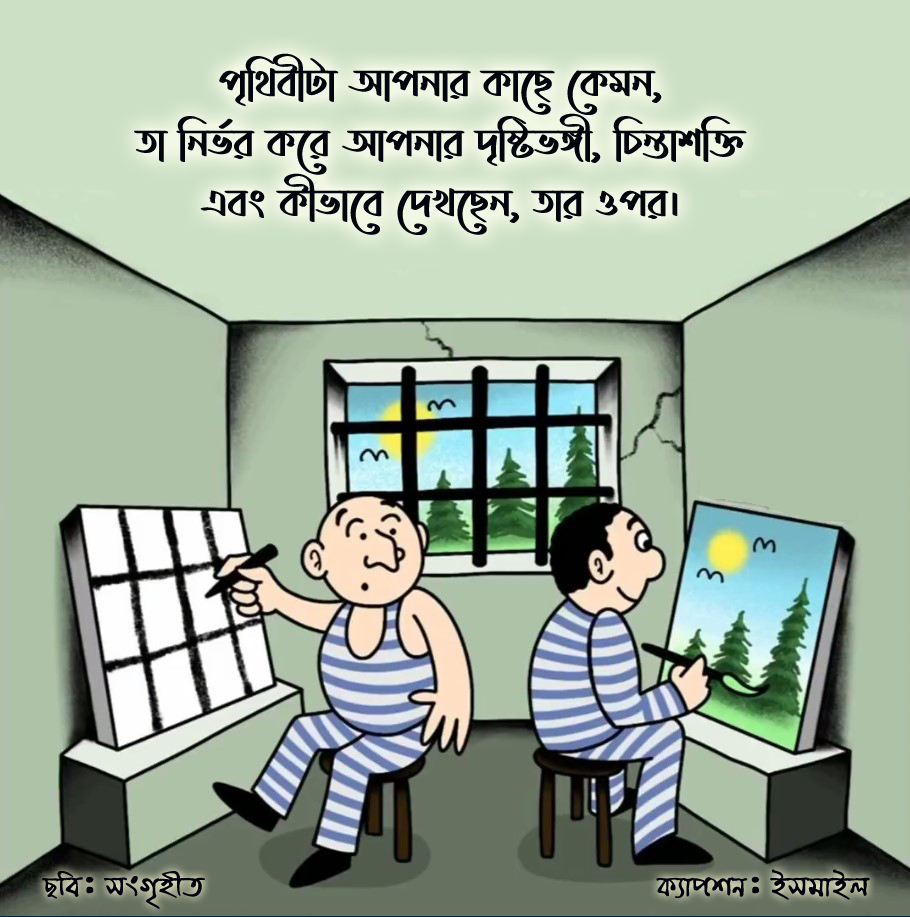 পৃথিবীটা আপনার কাছে কেমন,
তা নির্ভর করে আপনার দৃষ্টিভঙ্গী, চিন্তাশক্তি
এবং কীভাবে দেখছেন, তার ওপর।
ছবি: সংগৃহীত
ক্যাপশন: ইসমাইল